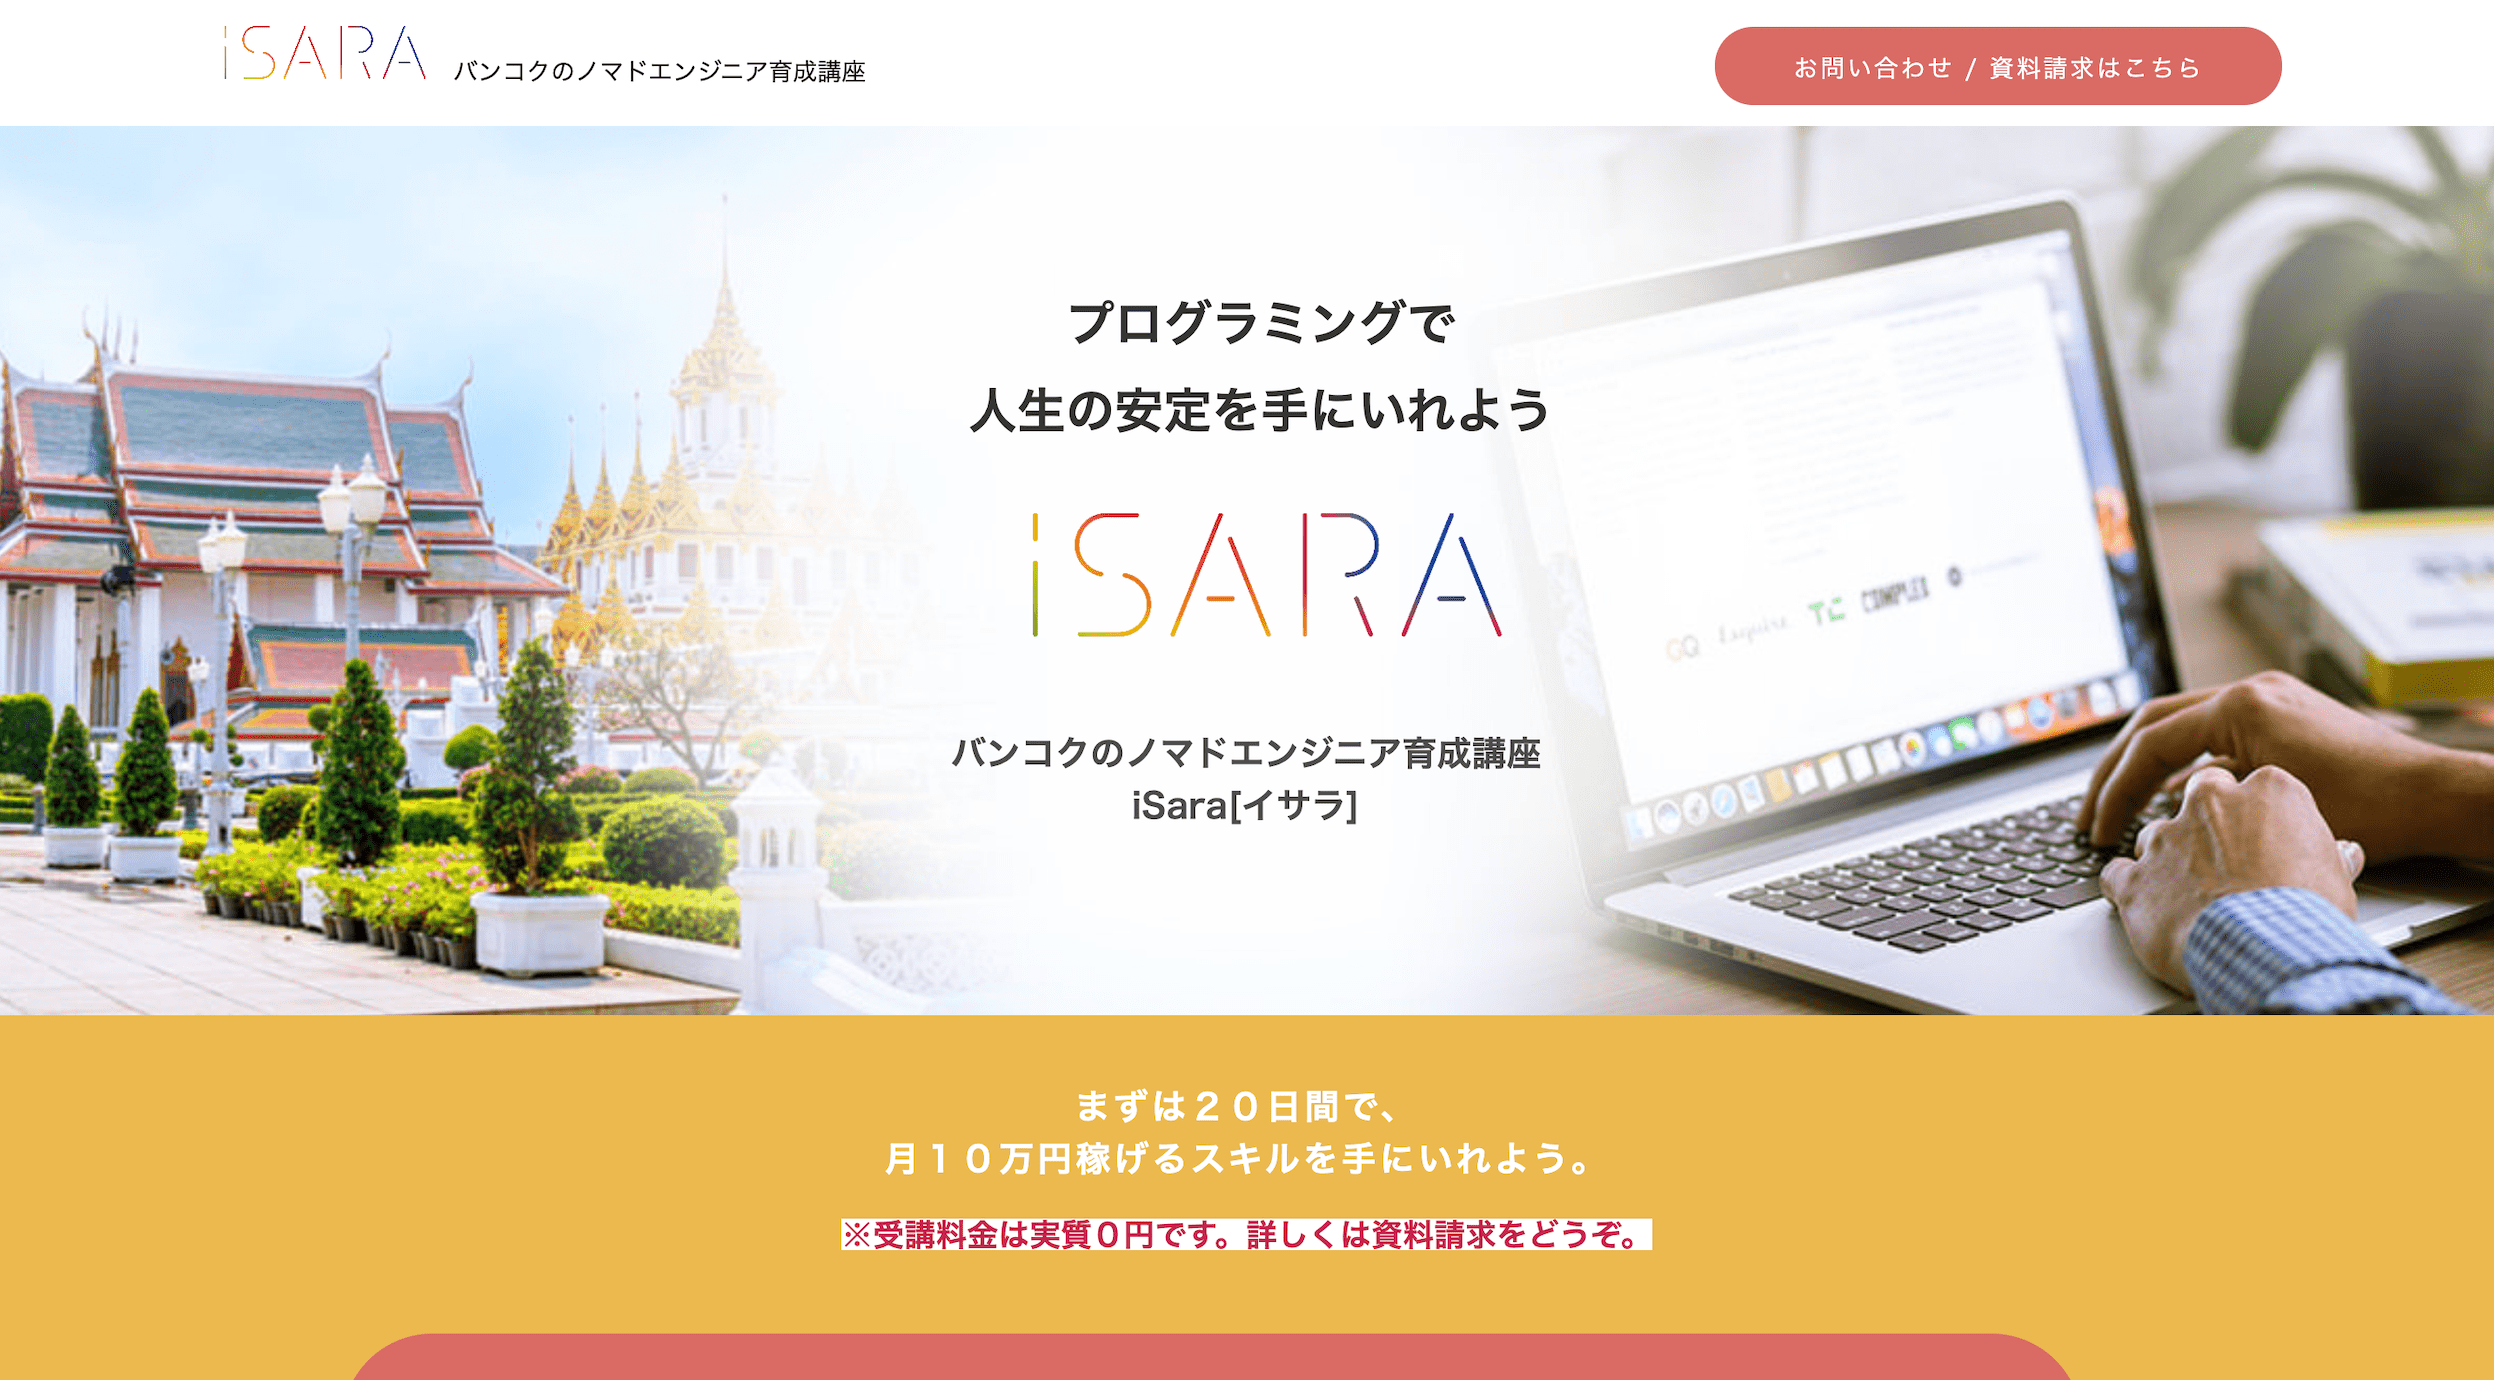 iSARA バンコクのノマドエンジニア育成講座
お問い合わせ / 資料請求はこちら
プログラミングで
人生の安定を手にいれよう
iSARA
バンコクのノマドエンジニア育成講座
iSara[イサラ]
GQ Esquire TC COMPLEX
まずは２０日間で、
月１０万円稼げるスキルを手にいれよう。
※受講料金は実質０円です。詳しくは資料請求をどうぞ。